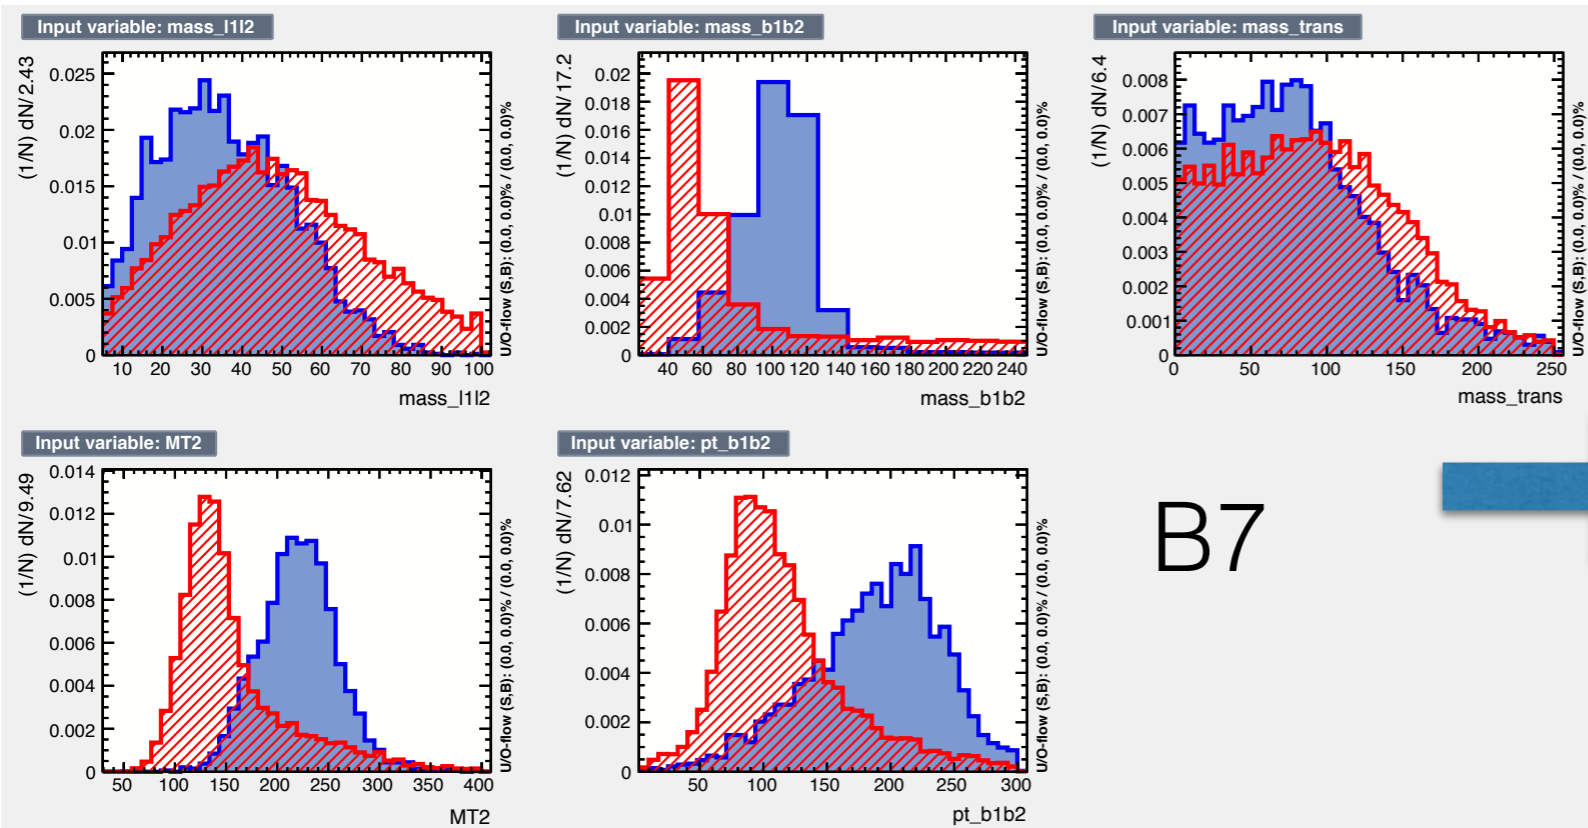 Input variable: mass_l1l2
(1/N) dN/ 2.43
0.025
0.02
0.015
0.01
0.005
0
10 20 30 40 50 60 70 80 90 100
mass_l1l2
U/O-flow (S,B): (0.0, 0.0)% / (0.0, 0.0)%
Input variable: mass_b1b2
(1/N) dN/ 17.2
0.02
0.018
0.016
0.014
0.012
0.01
0.008
0.006
0.004
0.002
0
40 60 80 100 120 140 160 180 200 220 240
mass_b1b2
U/O-flow (S,B): (0.0, 0.0)% / (0.0, 0.0)%
Input variable: mass_trans
(1/N) dN/ 6.4
0.008
0.007
0.006
0.005
0.004
0.003
0.002
0.001
0
0 50 100 150 200 250
mass_trans
U/O-flow (S,B): (0.0, 0.0)% / (0.0, 0.0)%
Input variable: MT2
(1/N) dN/ 9.49
0.014
0.012
0.01
0.008
0.006
0.004
0.002
0
50 100 150 200 250 300 350 400
MT2
U/O-flow (S,B): (0.0, 0.0)% / (0.0, 0.0)%
Input variable: pt_b1b2
(1/N) dN/ 7.62
0.012
0.01
0.008
0.006
0.004
0.002
0
50 100 150 200 250 300
pt_b1b2
U/O-flow (S,B): (0.0, 0.0)% / (0.0, 0.0)%
B7